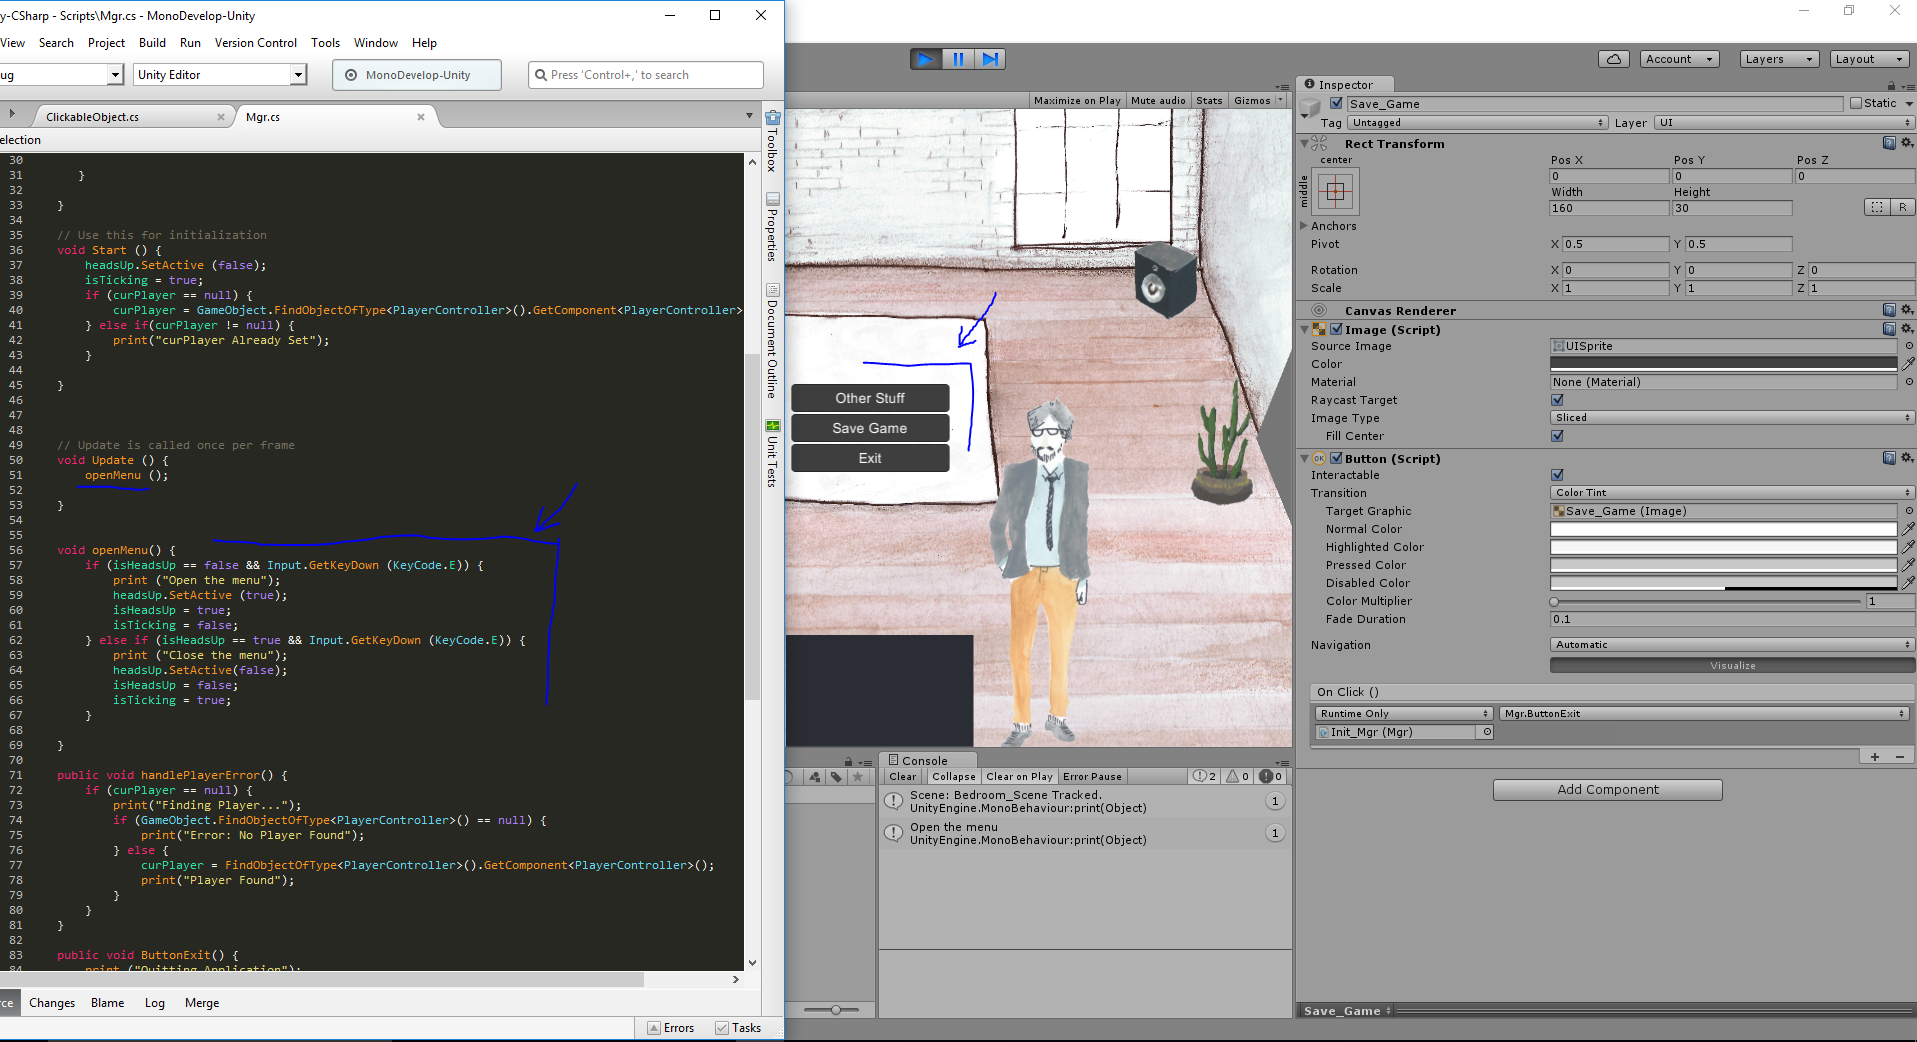 y-CSharp - Scripts\Mgr.cs - MonoDevelop-Unity
View Search Project Build Run Version Control Tools Window Help
ug
Unity Editor
MonoDevelop-Unity
Press 'Control+,' to search
ClickableObject.cs
Mgr.cs
election
30
31 }
32
33 }
34
35 // Use this for initialization
36 void Start () {
37 headsUp.SetActive (false);
38 isTicking = true;
39 if (curPlayer == null) {
40 curPlayer = GameObject.FindObjectOfType<PlayerController>().GetComponent<PlayerController>
41 } else if(curPlayer != null) {
42 print("curPlayer Already Set");
43 }
44
45 }
46
47
48
49 // Update is called once per frame
50 void Update () {
51 openMenu ();
52
53 }
54
55
56 void openMenu() {
57 if (isHeadsUp == false && Input.GetKeyDown (KeyCode.E)) {
58 print ("Open the menu");
59 headsUp.SetActive (true);
60 isHeadsUp = true;
61 isTicking = false;
62 } else if (isHeadsUp == true && Input.GetKeyDown (KeyCode.E)) {
63 print ("Close the menu");
64 headsUp.SetActive(false);
65 isHeadsUp = false;
66 isTicking = true;
67 }
68
69 }
70
71 public void handlePlayerError() {
72 if (curPlayer == null) {
73 print("Finding Player...");
74 if (GameObject.FindObjectOfType<PlayerController>() == null) {
75 print("Error: No Player Found");
76 } else {
77 curPlayer = FindObjectOfType<PlayerController>().GetComponent<PlayerController>();
78 print("Player Found");
79 }
80 }
81 }
82
83 public void ButtonExit() {
84 print ("Quitting Application");
Toolbox
Properties
Document Outline
Unit Tests
rce Changes Blame Log Merge
Errors Tasks
Account Layers Layout
Maximize on Play Mute audio Stats Gizmos
Other Stuff
Save Game
Exit
Console
Clear Collapse Clear on Play Error Pause 2 0 0
Scene: Bedroom_Scene Tracked.
UnityEngine.MonoBehaviour:print(Object)
1
Open the menu
UnityEngine.MonoBehaviour:print(Object)
1
Inspector
Save_Game Static
Tag Untagged Layer UI
Rect Transform
center
middle
Pos X Pos Y Pos Z
0 0 0
Width Height
160 30
R
Anchors
Pivot X 0.5 Y 0.5
Rotation X 0 Y 0 Z 0
Scale X 1 Y 1 Z 1
Canvas Renderer
Image (Script)
Source Image UISprite
Color
Material None (Material)
Raycast Target
Image Type Sliced
Fill Center
OK Button (Script)
Interactable
Transition Color Tint
Target Graphic Save_Game (Image)
Normal Color
Highlighted Color
Pressed Color
Disabled Color
Color Multiplier 1
Fade Duration 0.1
Navigation Automatic
Visualize
On Click ()
Runtime Only Mgr.ButtonExit
Init_Mgr (Mgr)
Add Component
Save_Game